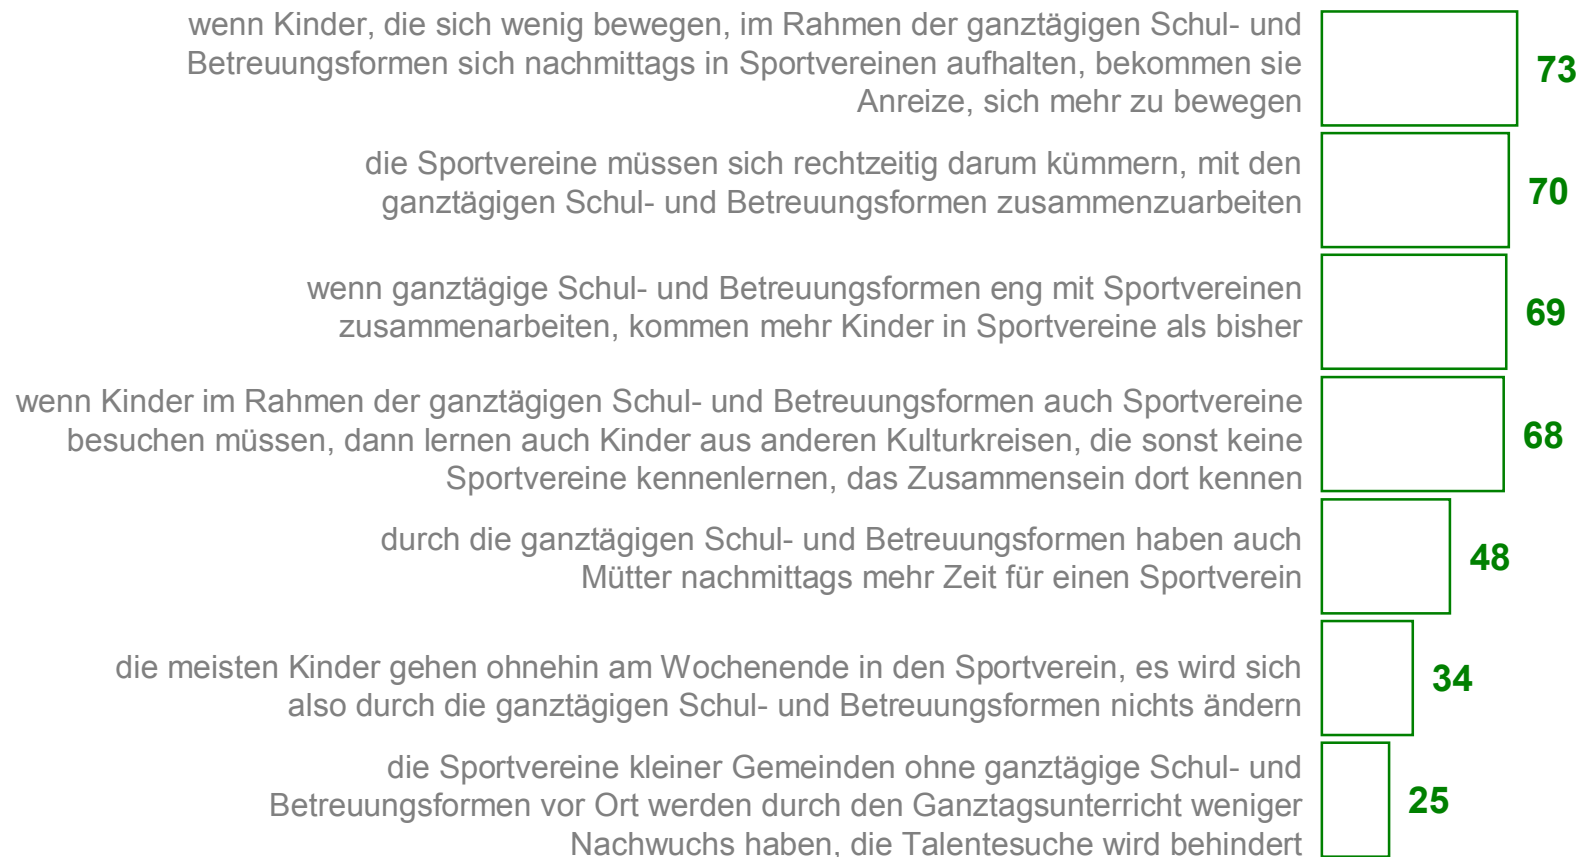 wenn Kinder, die sich wenig bewegen, im Rahmen der ganztägigen Schul- und
Betreuungsformen sich nachmittags in Sportvereinen aufhalten, bekommen sie
Anreize, sich mehr zu bewegen
73
die Sportvereine müssen sich rechtzeitig darum kümmern, mit den
ganztägigen Schul- und Betreuungsformen zusammenzuarbeiten
70
wenn ganztägige Schul- und Betreuungsformen eng mit Sportvereinen
zusammenarbeiten, kommen mehr Kinder in Sportvereine als bisher
69
wenn Kinder im Rahmen der ganztägigen Schul- und Betreuungsformen auch Sportvereine
besuchen müssen, dann lernen auch Kinder aus anderen Kulturkreisen, die sonst keine
Sportvereine kennenlernen, das Zusammensein dort kennen
68
durch die ganztägigen Schul- und Betreuungsformen haben auch
Mütter nachmittags mehr Zeit für einen Sportverein
48
die meisten Kinder gehen ohnehin am Wochenende in den Sportverein, es wird sich
also durch die ganztägigen Schul- und Betreuungsformen nichts ändern
34
die Sportvereine kleiner Gemeinden ohne ganztägige Schul- und
Betreuungsformen vor Ort werden durch den Ganztagsunterricht weniger
Nachwuchs haben, die Talentesuche wird behindert
25